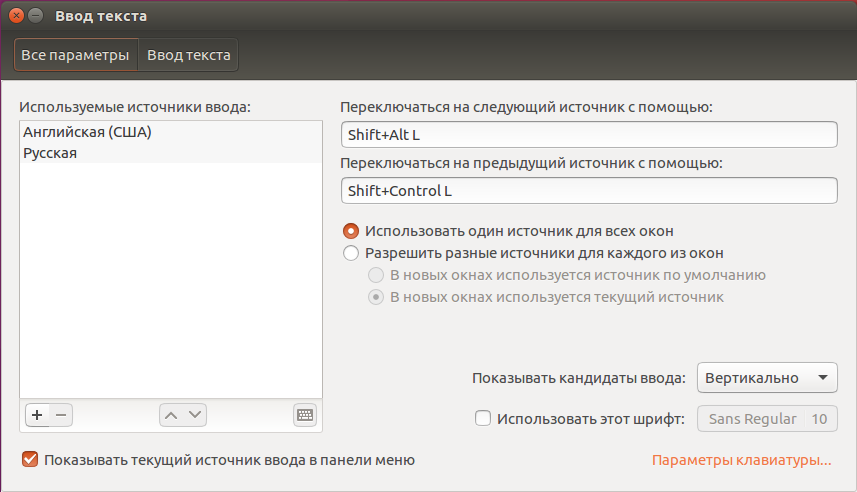 Ввод текста
Все параметры
Ввод текста
Используемые источники ввода:
Английская (США)
Русская
Переключаться на следующий источник с помощью:
Shift+Alt L
Переключаться на предыдущий источник с помощью:
Shift+Control L
Использовать один источник для всех окон
Разрешить разные источники для каждого из окон
В новых окнах используется источник по умолчанию
В новых окнах используется текущий источник
Показывать кандидаты ввода:
Вертикально
Использовать этот шрифт:
Sans Regular 10
Показывать текущий источник ввода в панели меню
Параметры клавиатуры...